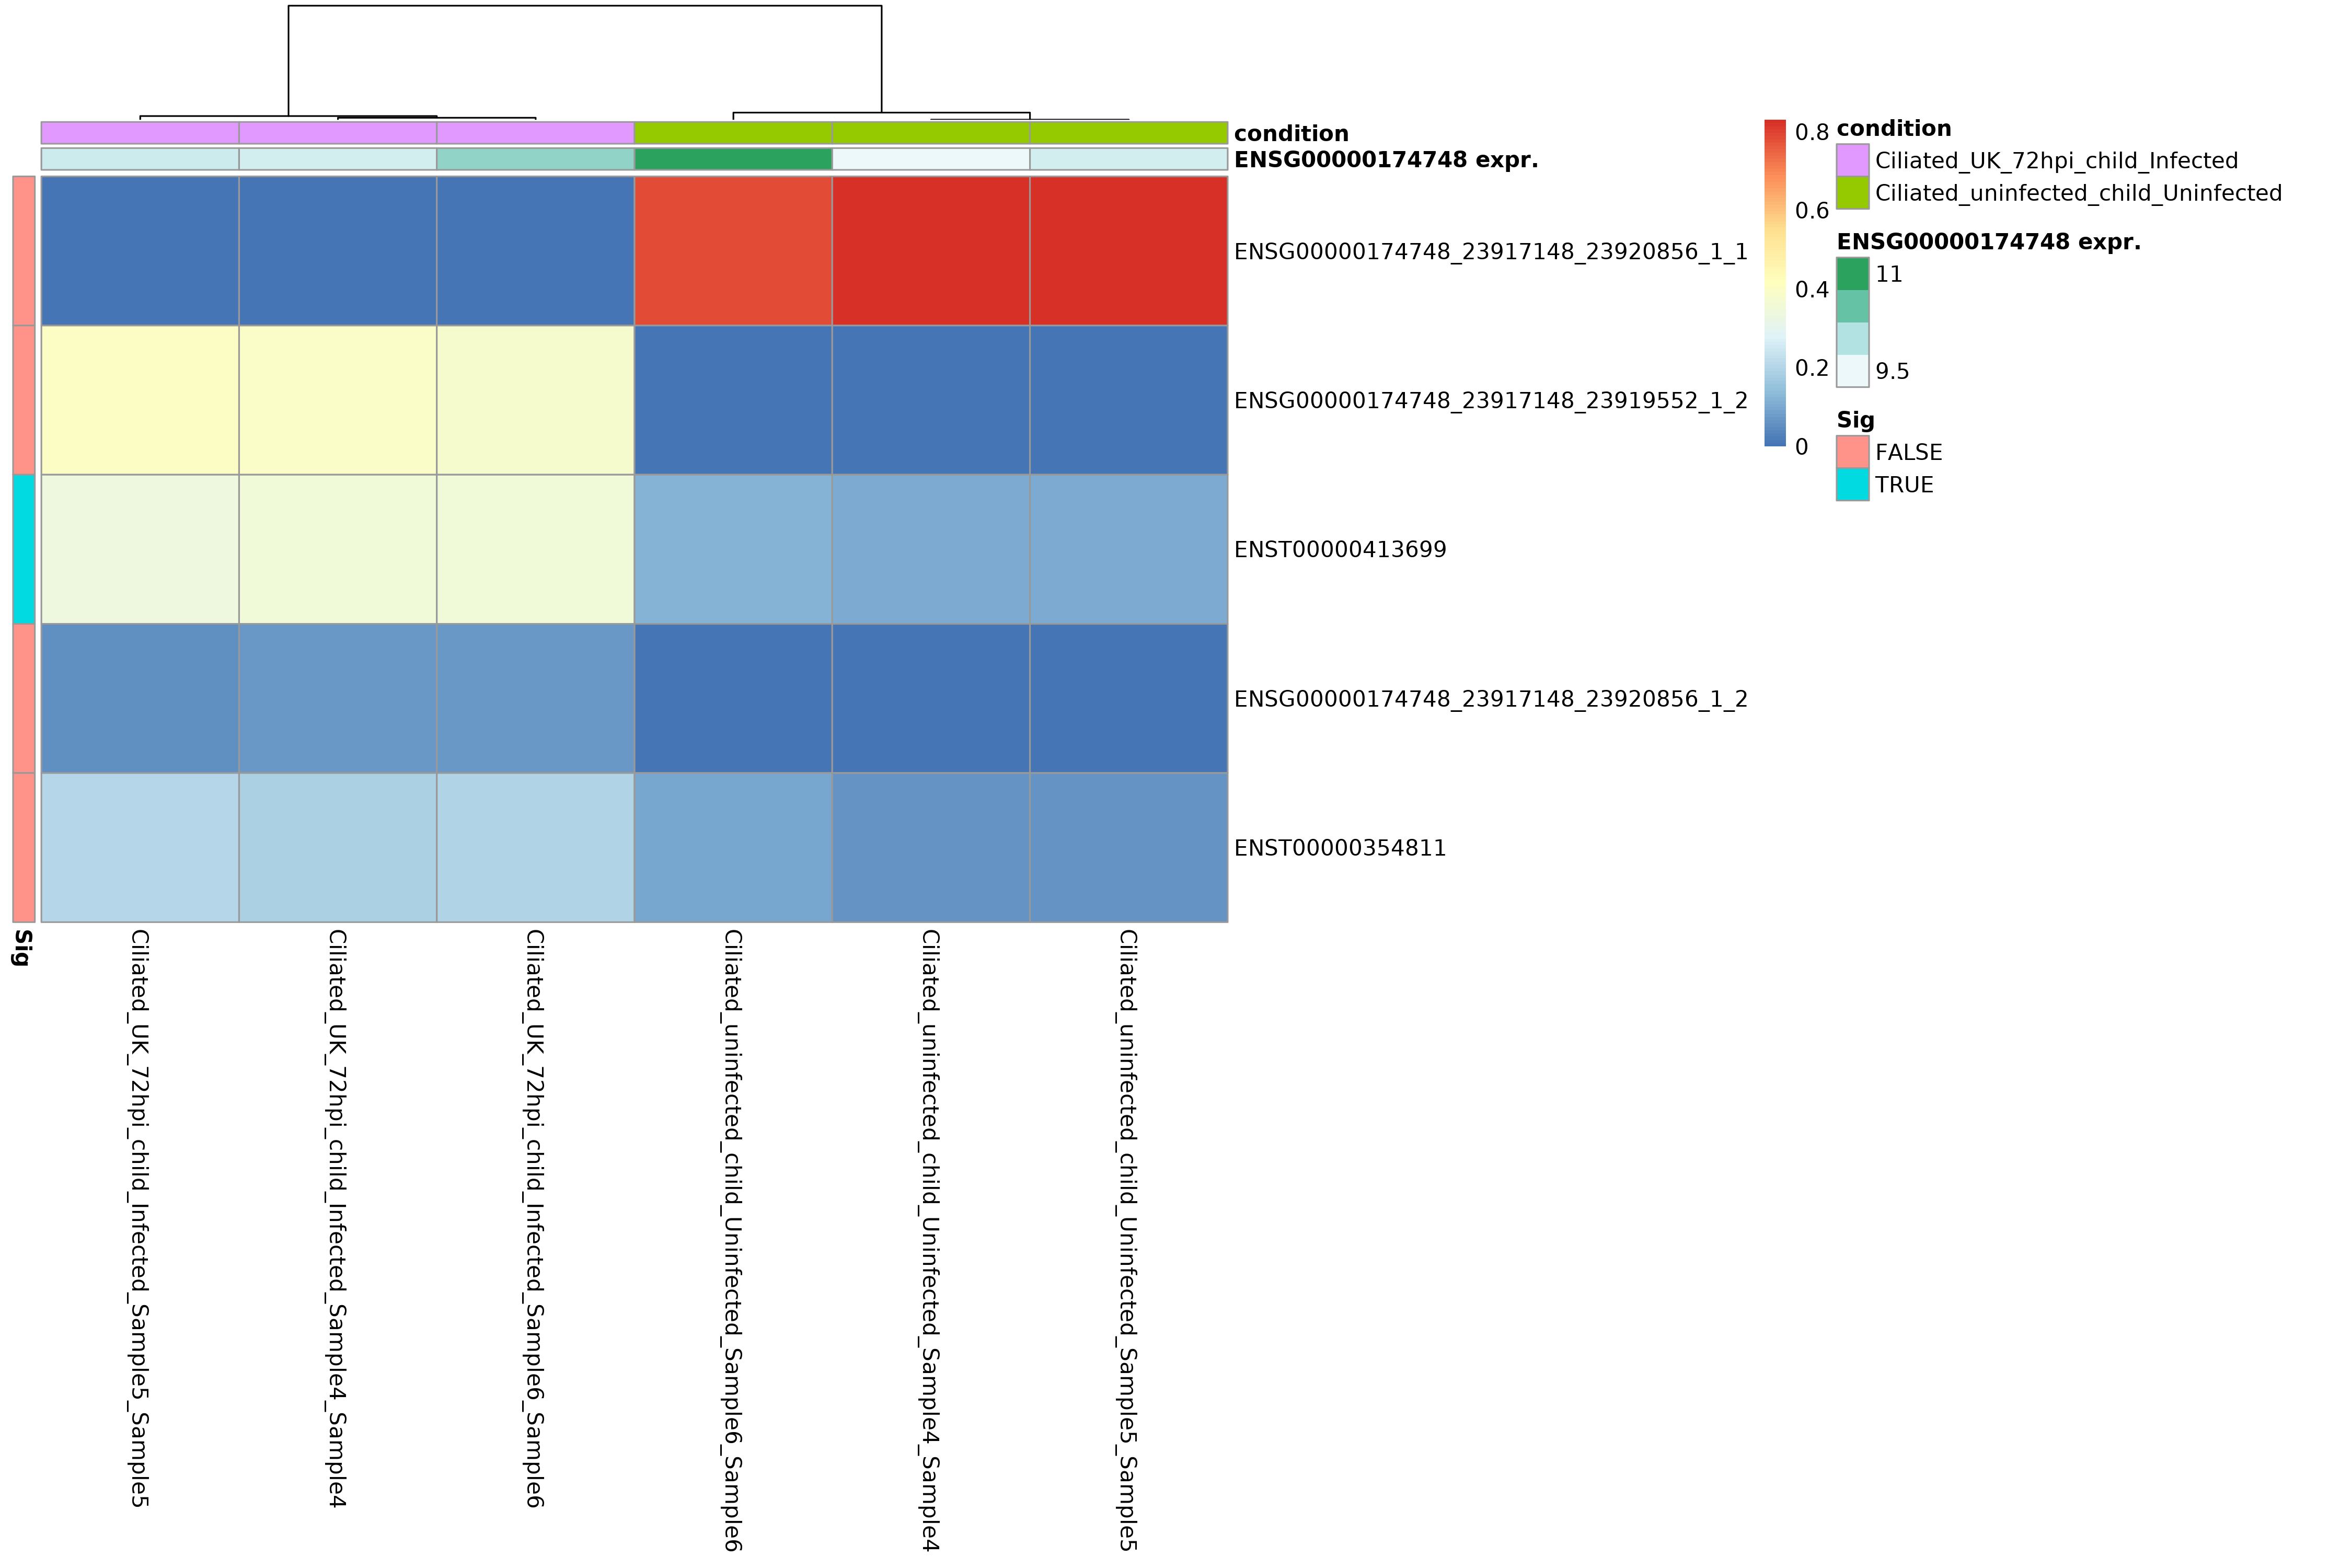 condition
ENSG00000174748 expr.
ENSG00000174748_23917148_23920856_1_1
ENSG00000174748_23917148_23919552_1_2
ENST00000413699
ENSG00000174748_23917148_23920856_1_2
ENST00000354811
Sig
Ciliated_UK_72hpi_child_Infected_Sample5_Sample5
Ciliated_UK_72hpi_child_Infected_Sample4_Sample4
Ciliated_UK_72hpi_child_Infected_Sample6_Sample6
Ciliated_uninfected_child_Uninfected_Sample6_Sample6
Ciliated_uninfected_child_Uninfected_Sample4_Sample4
Ciliated_uninfected_child_Uninfected_Sample5_Sample5
0.8
0.6
0.4
0.2
0
condition
Ciliated_UK_72hpi_child_Infected
Ciliated_uninfected_child_Uninfected
ENSG00000174748 expr.
11
9.5
Sig
FALSE
TRUE